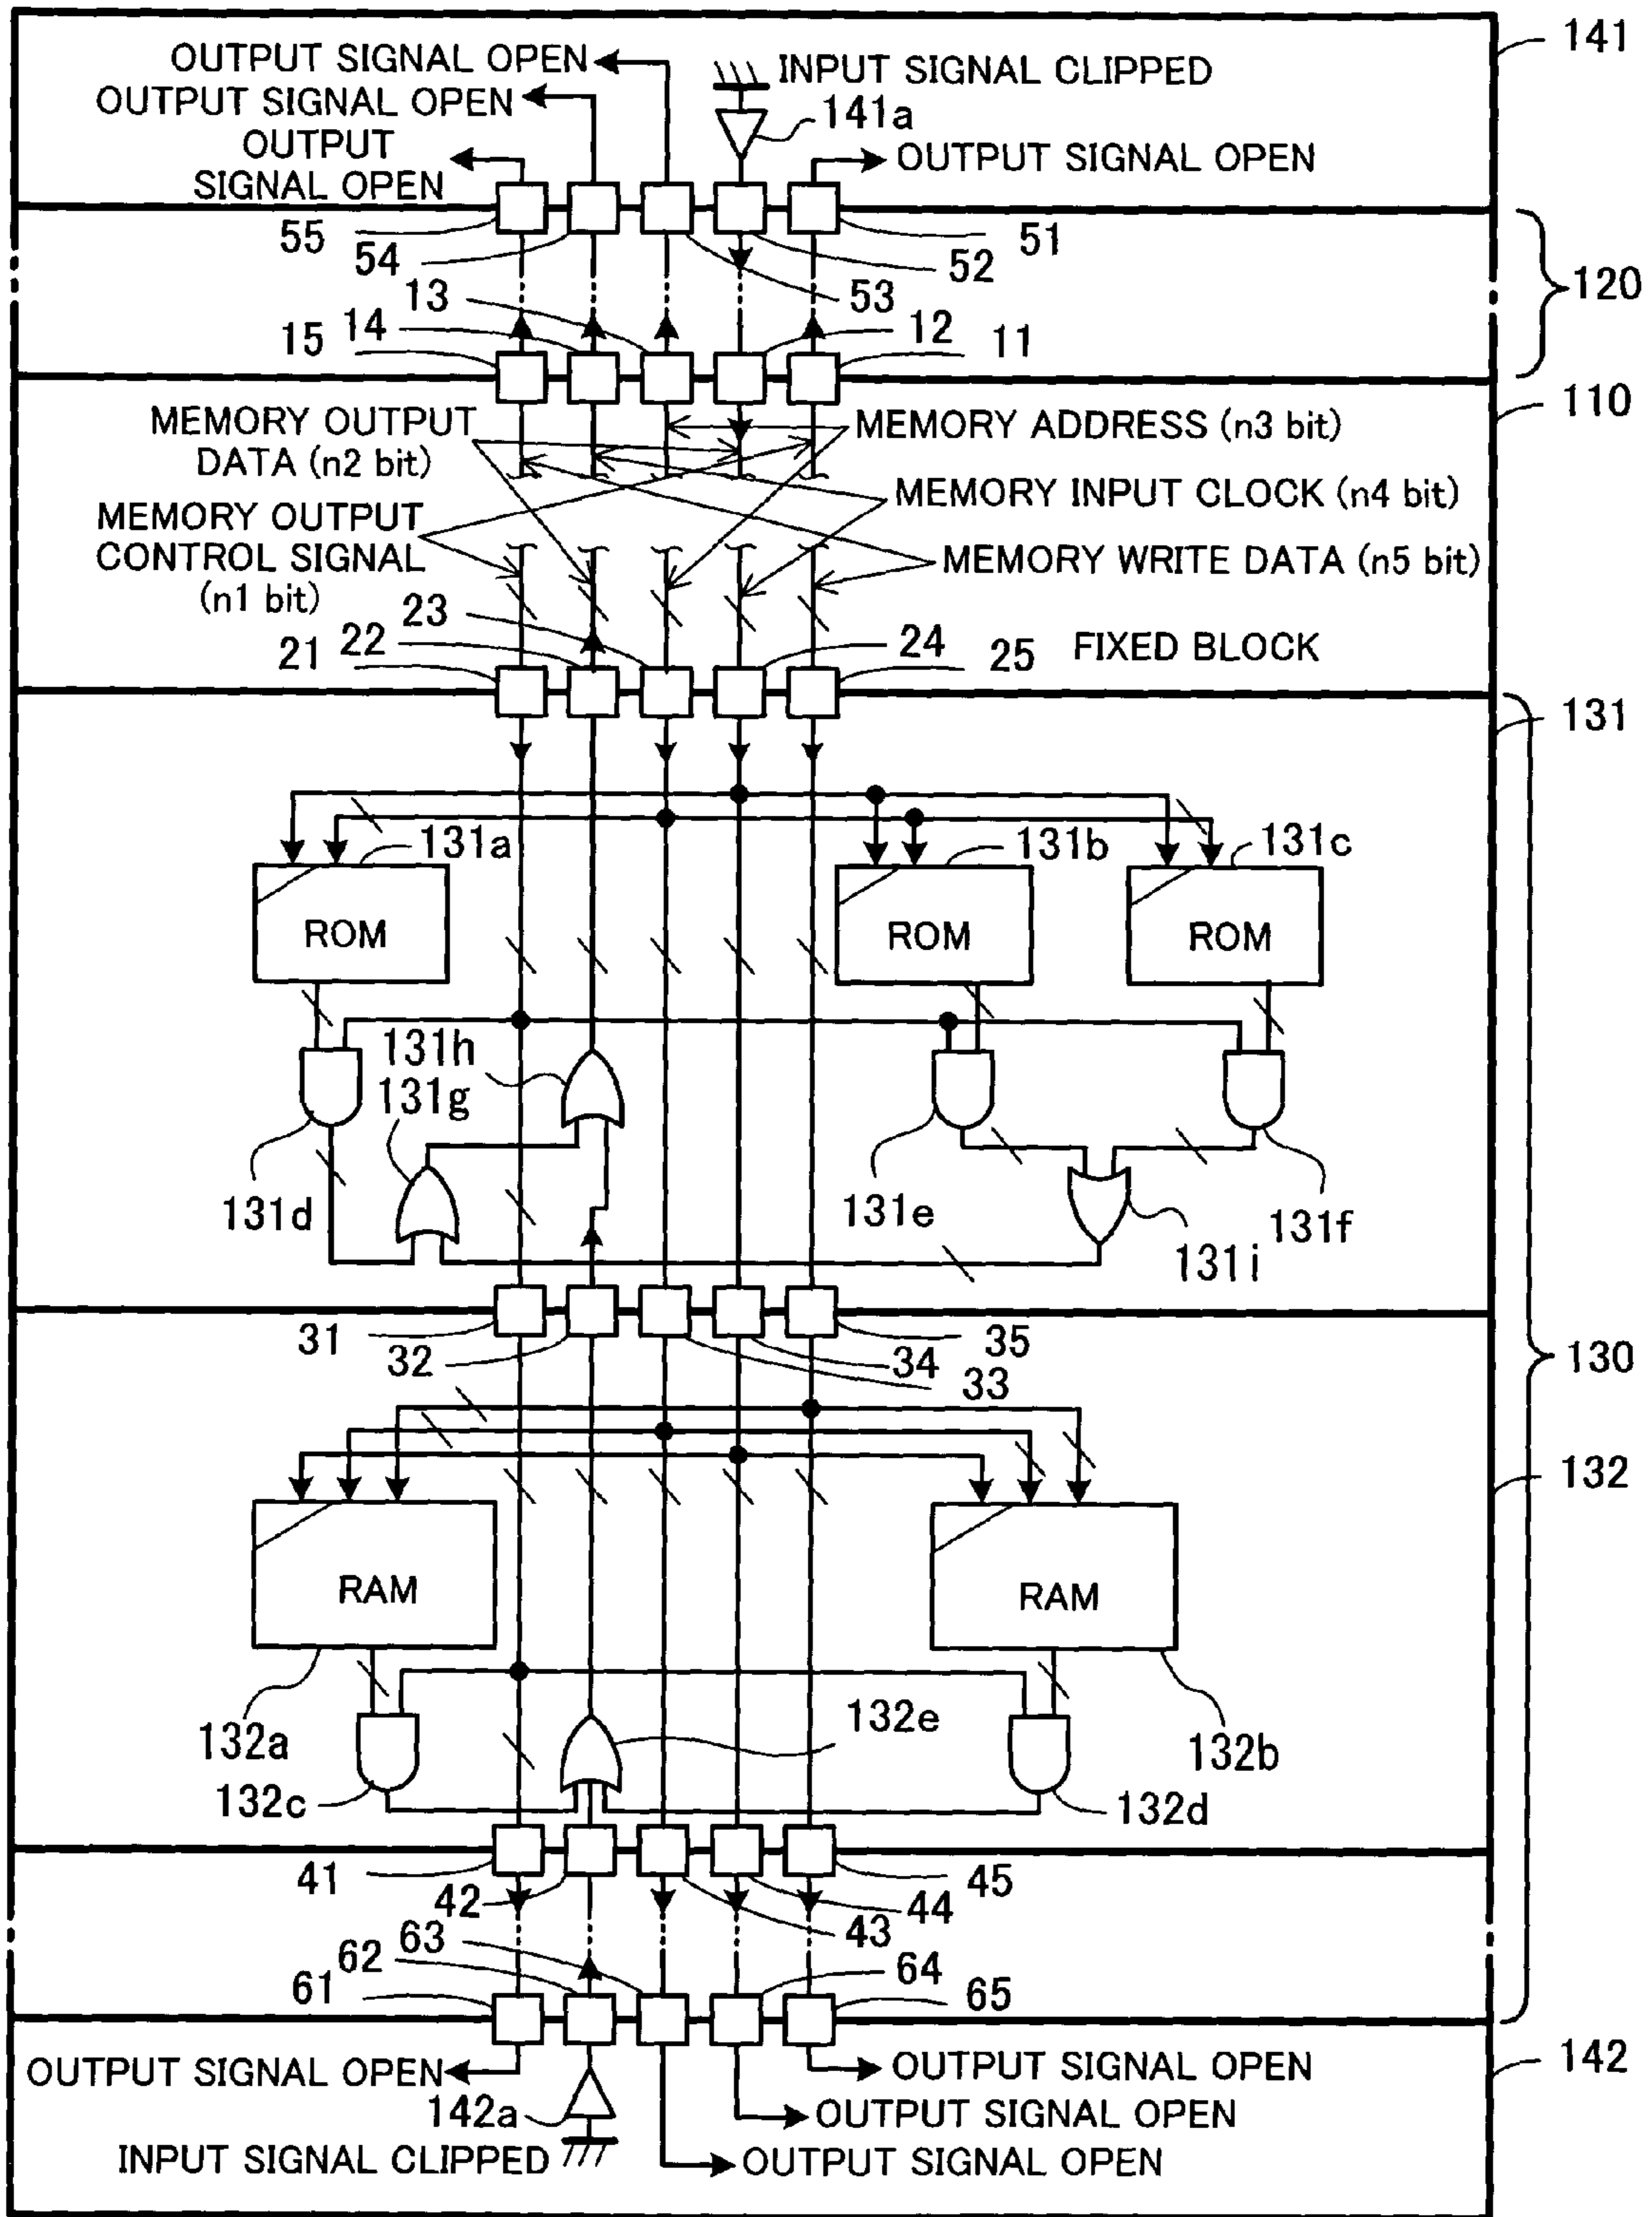 141
OUTPUT SIGNAL OPEN
INPUT SIGNAL CLIPPED
OUTPUT SIGNAL OPEN
141a
OUTPUT
SIGNAL OPEN
OUTPUT SIGNAL OPEN
55
54
53
52
51
120
15
14
13
12
11
110
MEMORY OUTPUT
DATA (n2 bit)
MEMORY ADDRESS (n3 bit)
MEMORY INPUT CLOCK (n4 bit)
MEMORY OUTPUT
CONTROL SIGNAL
(n1 bit)
MEMORY WRITE DATA (n5 bit)
21
22
23
24
25
FIXED BLOCK
131
131a
131b
131c
ROM
ROM
ROM
131h
131g
131d
131e
131f
131i
31
32
34
35
33
130
132
RAM
RAM
132a
132e
132b
132c
132d
41
42
43
44
45
61
62
63
64
65
OUTPUT SIGNAL OPEN
OUTPUT SIGNAL OPEN
142
142a
OUTPUT SIGNAL OPEN
INPUT SIGNAL CLIPPED
OUTPUT SIGNAL OPEN